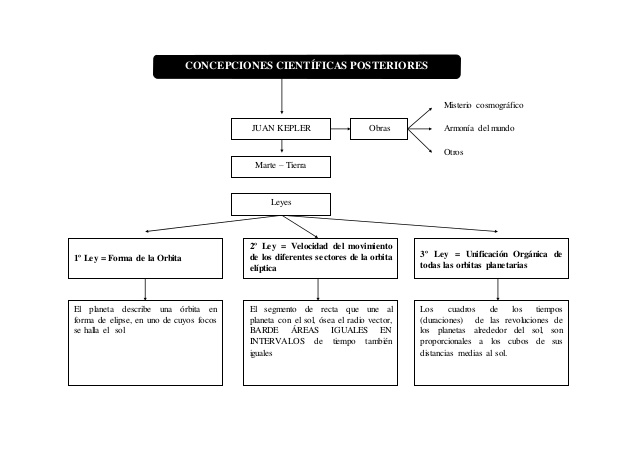 CONCEPCIONES CIENTÍFICAS POSTERIORES
JUAN KEPLER
Obras
Misterio cosmográfico
Armonía del mundo
Otros
Marte – Tierra
Leyes
1º Ley = Forma de la Orbita
2º Ley = Velocidad del movimiento
de los diferentes sectores de la orbita
elíptica
3º Ley = Unificación Orgánica de
todas las orbitas planetarias
El planeta describe una órbita en
forma de elipse, en uno de cuyos focos
se halla el sol
El segmento de recta que une al
planeta con el sol, ósea el radio vector,
BARDE ÁREAS IGUALES EN
INTERVALOS de tiempo también
iguales
Los cuadros de los tiempos
(duraciones) de las revoluciones de
los planetas alrededor del sol, son
proporcionales a los cubos de sus
distancias medias al sol.